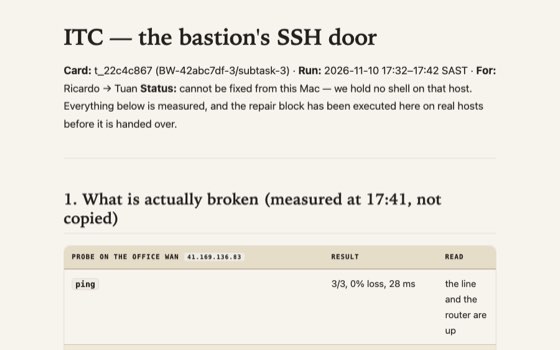 ITC — the bastion's SSH door
Card: t_22c4c867 (BW-42abc7df-3/subtask-3) · Run: 2026-11-10 17:32–17:42 SAST · For:
Ricardo → Tuan Status: cannot be fixed from this Mac — we hold no shell on that host.
Everything below is measured, and the repair block has been executed here on real hosts
before it is handed over.
1. What is actually broken (measured at 17:41, not
copied)
PROBE ON THE OFFICE WAN 41.169.136.83 RESULT READ
ping 3/3, 0% loss, 28 ms the line
and the
router are
up